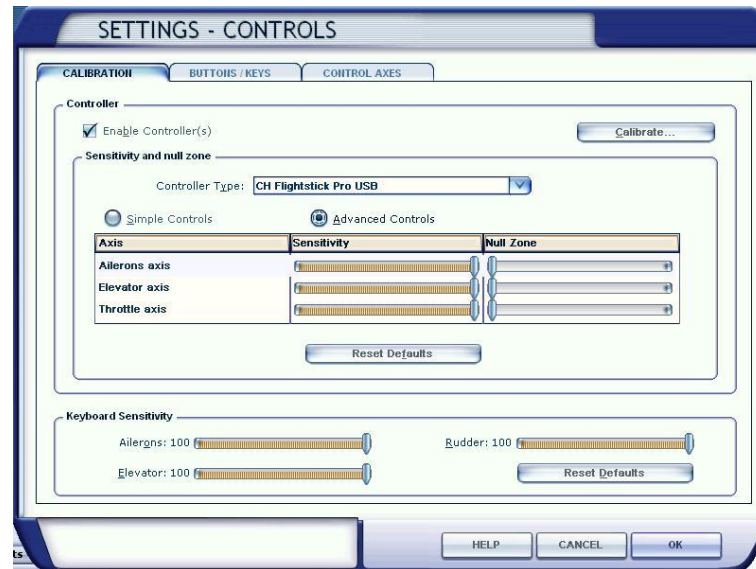 SETTINGS - CONTROLS
CALIBRATION BUTTONS / KEYS CONTROL AXES
Controller
Enable Controller(s) Calibrate...
Sensitivity and null zone
Controller Type: CH Flightstick Pro USB
Simple Controls Advanced Controls
Axis Sensitivity Null Zone
Ailerons axis
Elevator axis
Throttle axis
Reset Defaults
Keyboard Sensitivity
Ailerons: 100 Rudder: 100
Elevator: 100 Reset Defaults
HELP CANCEL OK
ts